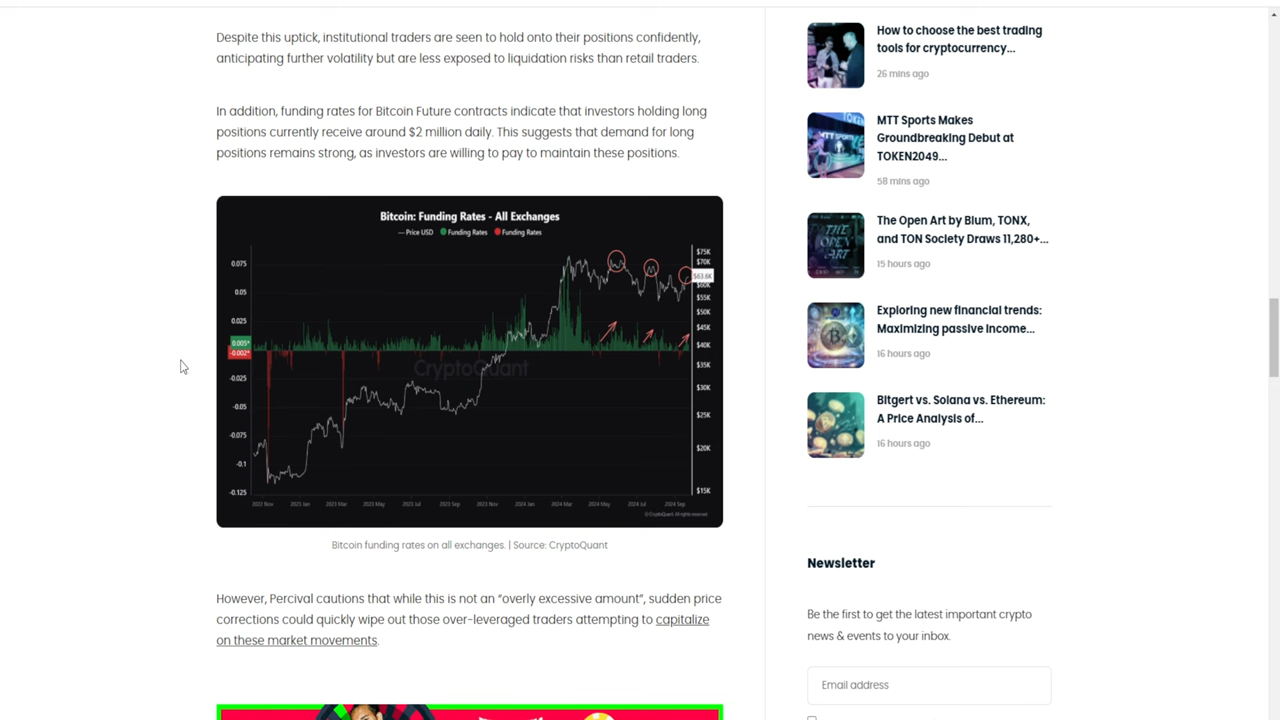 Despite this uptick, institutional traders are seen to hold onto their positions confidently,
anticipating further volatility but are less exposed to liquidation risks than retail traders.
In addition, funding rates for Bitcoin Future contracts indicate that investors holding long
positions currently receive around $2 million daily. This suggests that demand for long
positions remains strong, as investors are willing to pay to maintain these positions.
Bitcoin: Funding Rates - All Exchanges
Price USD Funding Rates Funding Rates
0.075
0.05
0.025
0.005*
-0.002*
-0.025
-0.05
-0.075
-0.1
-0.125
$75K
$70K
$63.6K
$60K
$55K
$50K
$45K
$40K
$35K
$30K
$25K
$20K
$15K
CryptoQuant
2022 Nov 2023 Jan 2023 Mar 2023 May 2023 Jul 2023 Sep 2023 Nov 2024 Jan 2024 Mar 2024 May 2024 Jul 2024 Sep
© CryptoQuant. All rights reserved
Bitcoin funding rates on all exchanges. | Source: CryptoQuant
However, Percival cautions that while this is not an “overly excessive amount”, sudden price
corrections could quickly wipe out those over-leveraged traders attempting to capitalize
on these market movements.
How to choose the best trading
tools for cryptocurrency...
26 mins ago
MTT Sports Makes
Groundbreaking Debut at
TOKEN2049...
58 mins ago
The Open Art by Blum, TONX,
and TON Society Draws 11,280+...
15 hours ago
Exploring new financial trends:
Maximizing passive income...
16 hours ago
Bitgert vs. Solana vs. Ethereum:
A Price Analysis of...
16 hours ago
Newsletter
Be the first to get the latest important crypto
news & events to your inbox.
Email address
MTT SPORTS
THE
OPEN
ART